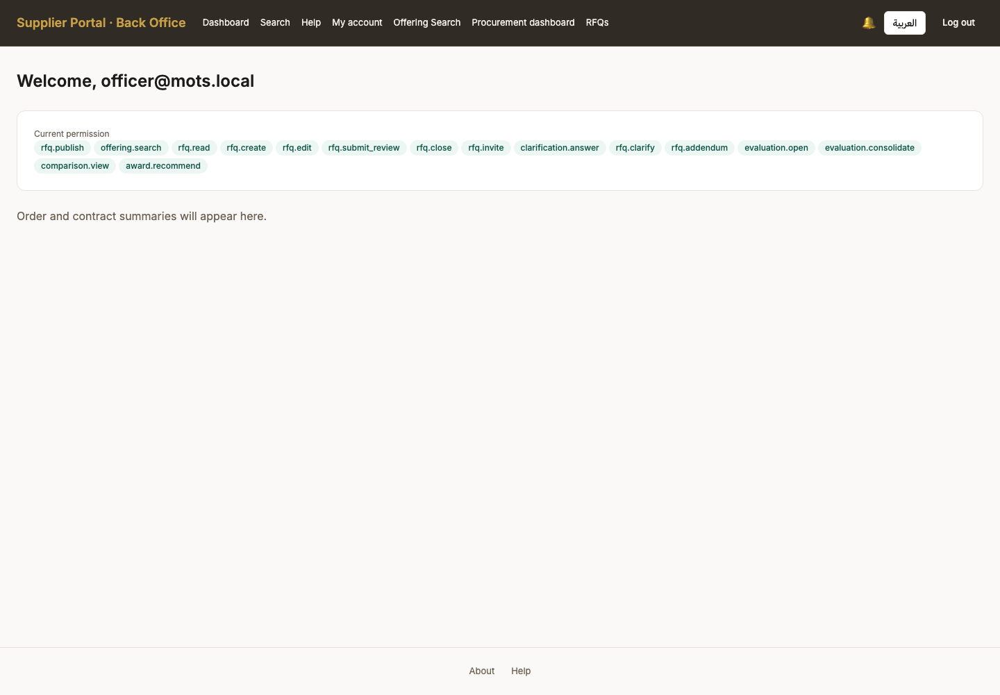 Supplier Portal · Back Office Dashboard Search Help My account Offering Search Procurement dashboard RFQs العربية Log out
Welcome, officer@mots.local
Current permission
rfq.publish offering.search rfq.read rfq.create rfq.edit rfq.submit_review rfq.close rfq.invite clarification.answer rfq.clarify rfq.addendum evaluation.open evaluation.consolidate
comparison.view award.recommend
Order and contract summaries will appear here.
About Help